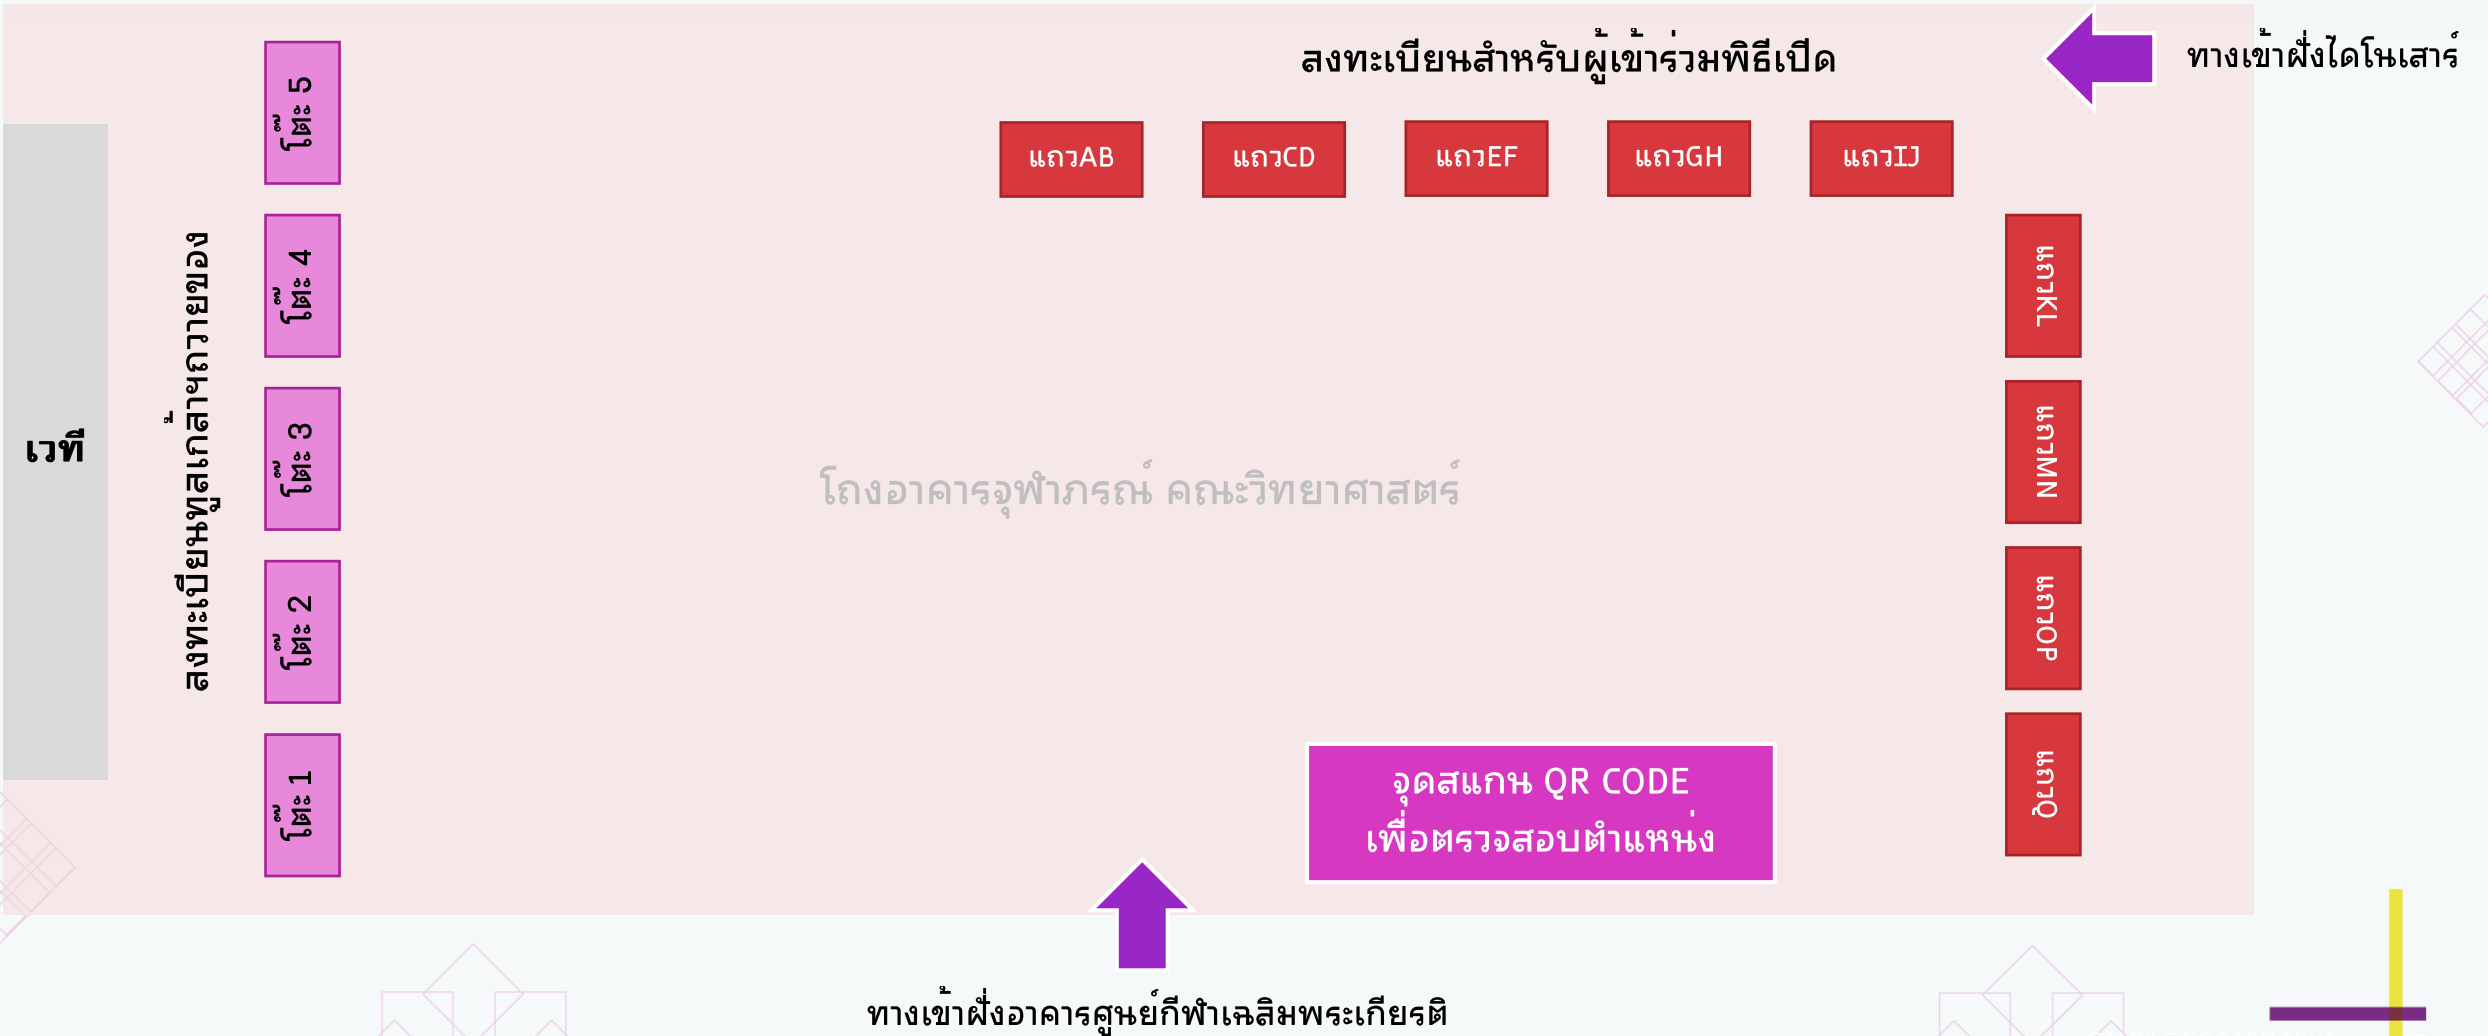 ลงทะเบียนสำหรับผู้เข้าร่วมพิธีเปิด
ทางเข้าฝั่งไดโนเสาร์
แถวAB
แถวCD
แถวEF
แถวGH
แถวIJ
แถวKL
แถวMN
แถวOP
แถวQ
เวที
ลงทะเบียนทูลเกล้าฯถวายของ
โต๊ะ 5
โต๊ะ 4
โต๊ะ 3
โต๊ะ 2
โต๊ะ 1
โถงอาคารจุฬาภรณ์ คณะวิทยาศาสตร์
จุดสแกน QR CODE
เพื่อตรวจสอบตำแหน่ง
ทางเข้าฝั่งอาคารศูนย์กีฬาเฉลิมพระเกียรติ